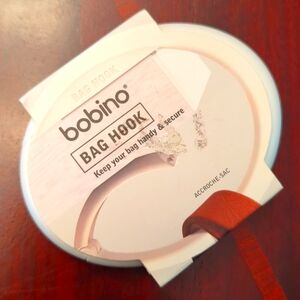 BAG HOOK
bobino®
BAG HOOK
Keep your bag handy & secure
ACCROCHE-SAC